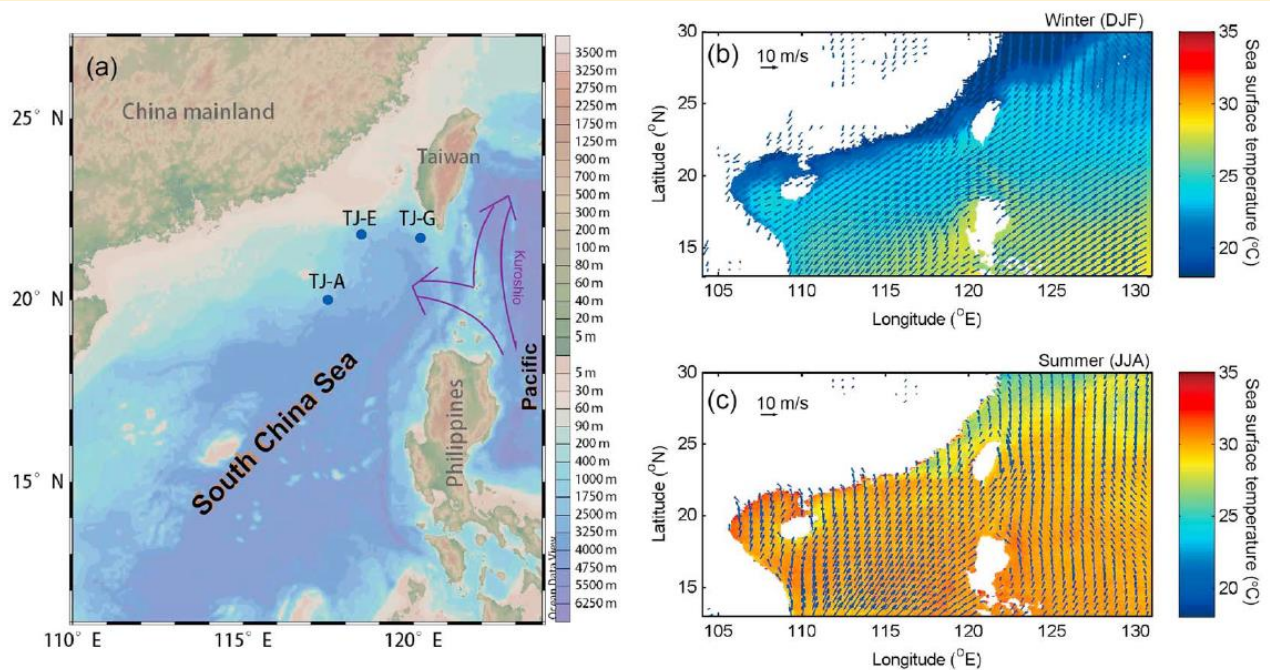 (a)
China mainland
Taiwan
TJ-E
TJ-G
TJ-A
Kuroshio
Pacific
South China Sea
Philippines
25° N
20° N
15° N
110° E
115° E
120° E
3500 m
3250 m
2750 m
2250 m
1750 m
1250 m
900 m
700 m
500 m
300 m
200 m
100 m
80 m
60 m
40 m
20 m
5 m
5 m
30 m
60 m
90 m
200 m
400 m
1000 m
1750 m
2500 m
3250 m
4000 m
4750 m
5500 m
6250 m
Ocean Data View
Winter (DJF)
(b)
10 m/s
30
25
20
15
Latitude (°N)
105 110 115 120 125 130
Longitude (°E)
35
30
25
20
Sea surface temperature (°C)
Summer (JJA)
(c)
10 m/s
30
25
20
15
Latitude (°N)
105 110 115 120 125 130
Longitude (°E)
35
30
25
20
Sea surface temperature (°C)